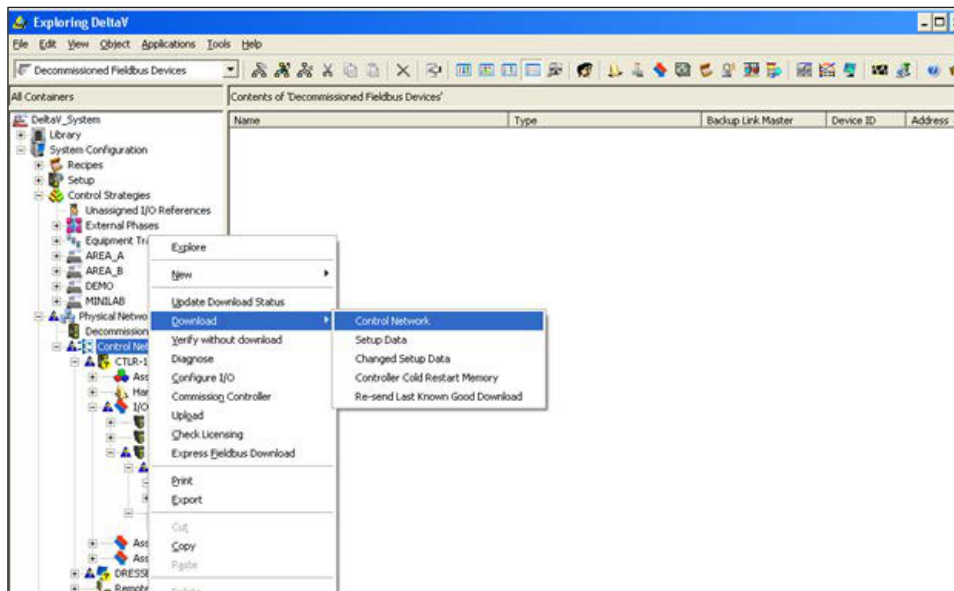 Exploring DeltaV
File Edit View Object Applications Tools Help
Decommissioned Fieldbus Devices
All Containers
Contents of 'Decommissioned Fieldbus Devices'
DeltaV_System
Name Type Backup Link Master Device ID Address
Library
System Configuration
Recipes
Setup
Control Strategies
Unassigned I/O References
External Phases
Equipment Tra
AREA_A
AREA_B
DEMO
MINILAB
Physical Netwo
Decommission
Control Net
CTLR-1
Ass
Har
I/O
Ass
Ass
DRESSE
Remote
Explore
New
Update Download Status
Download
Verify without download
Diagnose
Configure I/O
Commission Controller
Upload
Check Licensing
Express Fieldbus Download
Print
Export
Cut
Copy
Paste
Delete
Control Network
Setup Data
Changed Setup Data
Controller Cold Restart Memory
Re-send Last Known Good Download